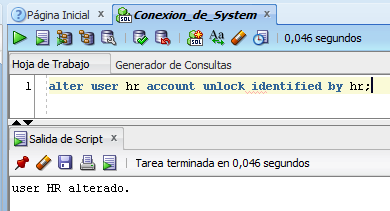 Página Inicial
Conexion_de_System
SQL
0,046 segundos
Hoja de Trabajo Generador de Consultas
1 alter user hr account unlock identified by hr;
Salida de Script
Tarea terminada en 0,046 segundos
user HR alterado.